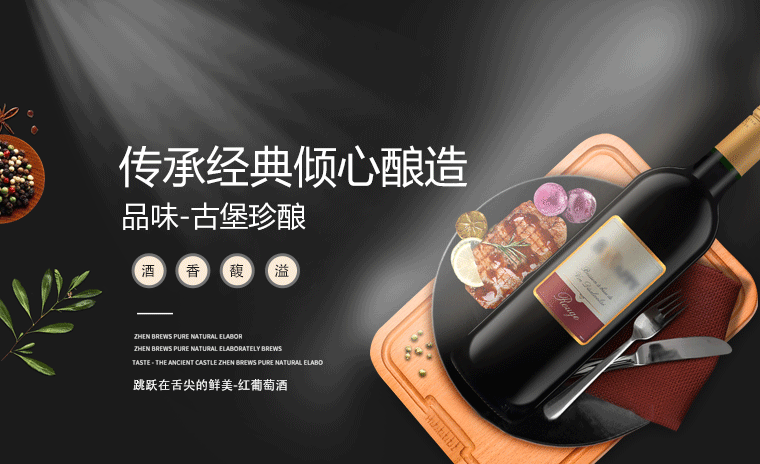 传承经典倾心酿造
品味-古堡珍酿
酒香馥溢
ZHEN BREWS PURE NATURAL ELABOR
ZHEN BREWS PURE NATURAL ELABORATELY BREWS
TASTE - THE ANCIENT CASTLE ZHEN BREWS PURE NATURAL ELABO
跳跃在舌尖的鲜美-红葡萄酒
Rouge